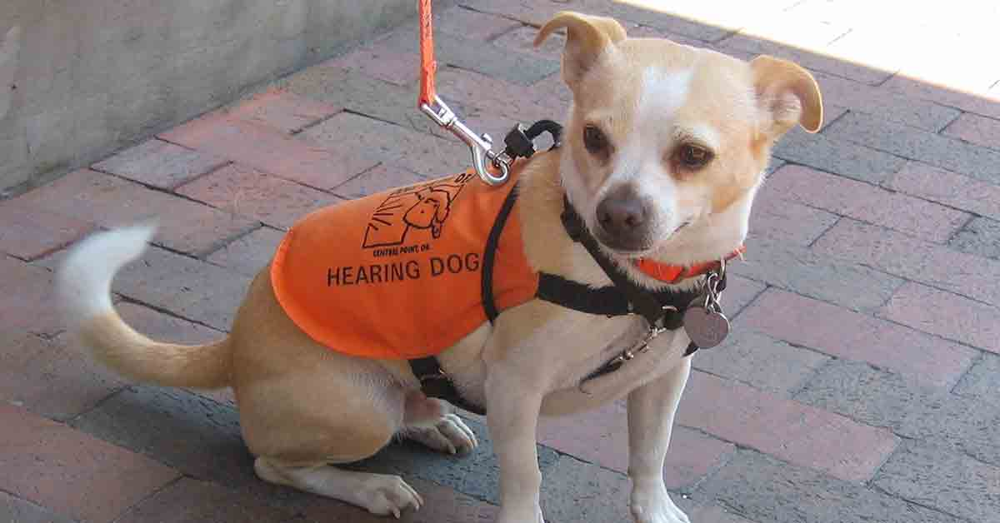 CENTRAL POINT, OR.
HEARING DOG